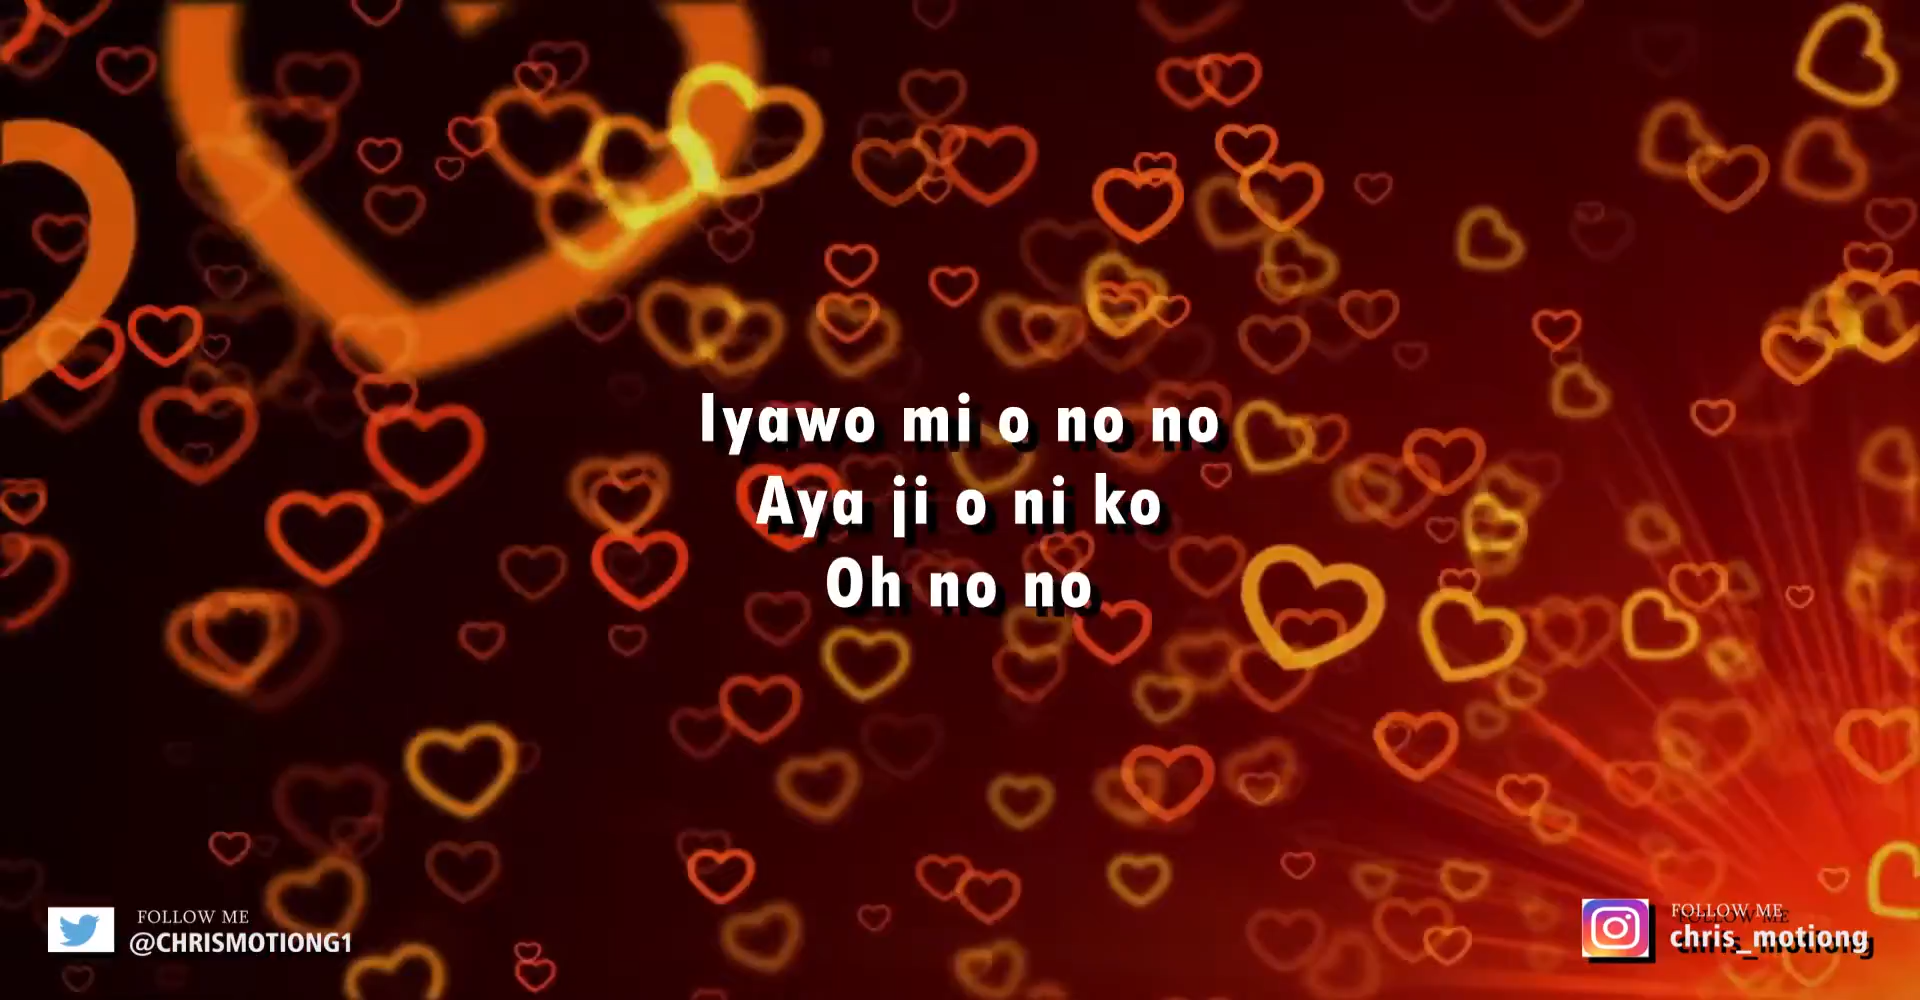 Iyawo mi o no no
Aya ji o ni ko
Oh no no
FOLLOW ME
@CHRISMOTIONG1
FOLLOW ME
chris_motiong